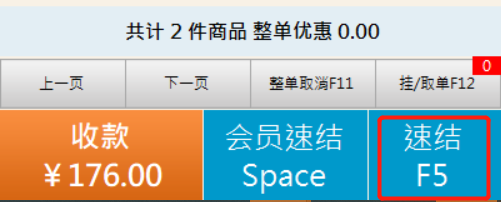 共计 2 件商品 整单优惠 0.00
0
上一页 下一页 整单取消F11 挂/取单F12
收款 会员速结 速结
￥176.00 Space F5